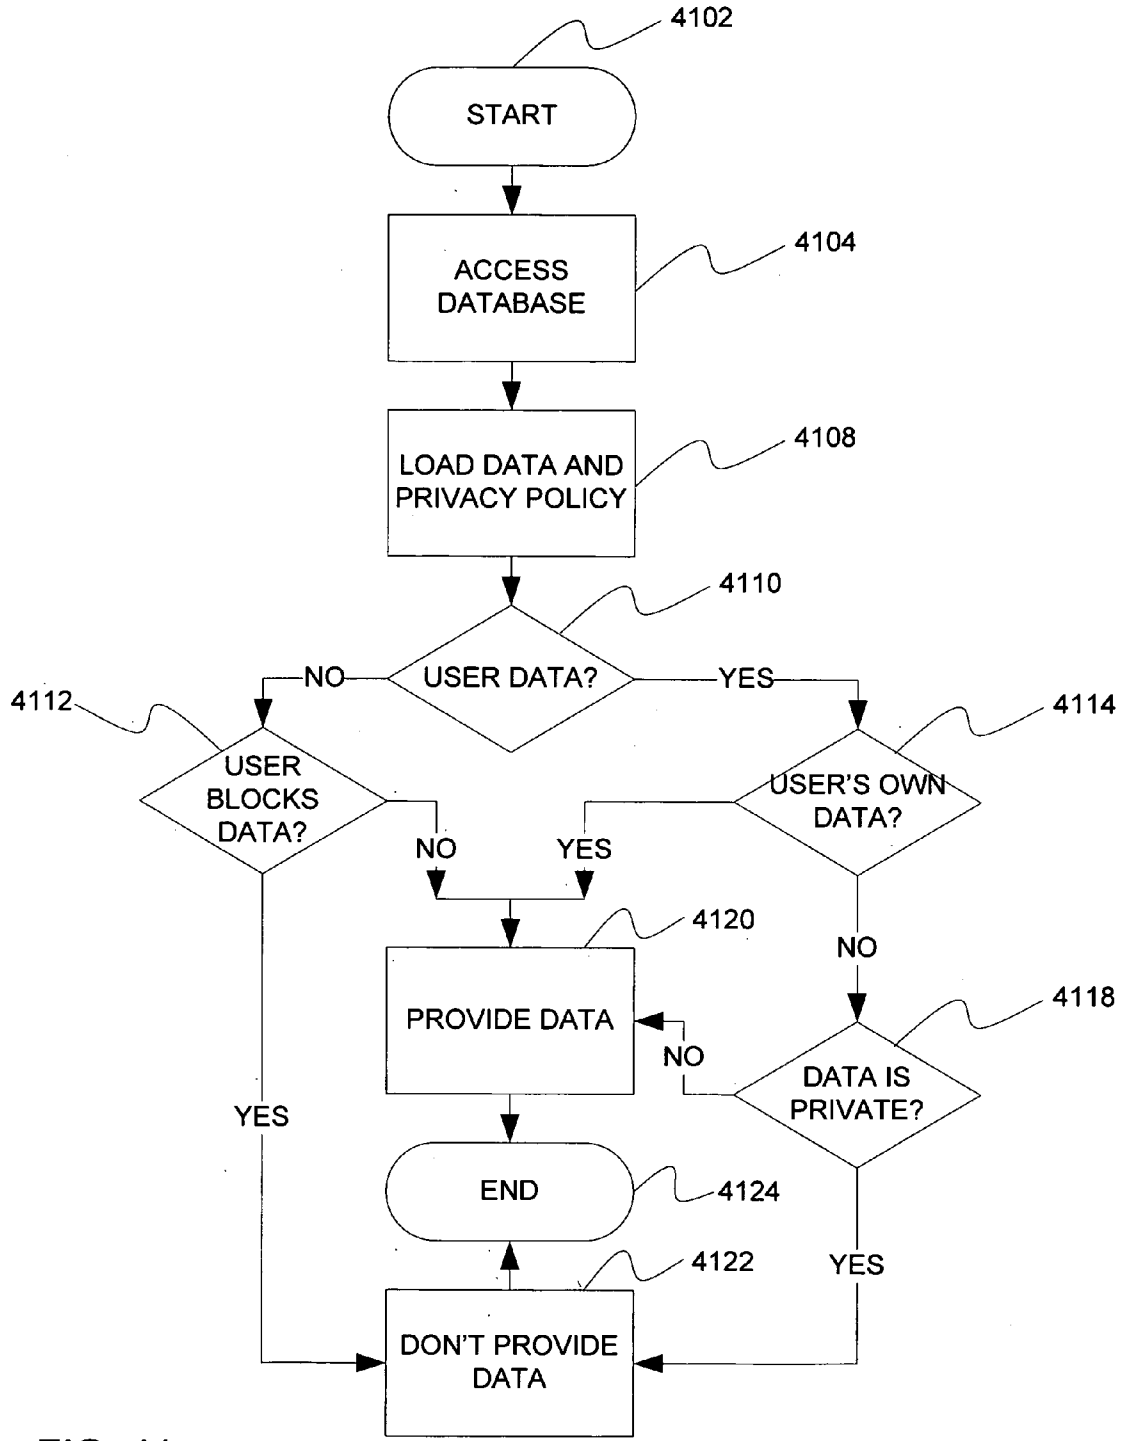 4102
START
4104
ACCESS
DATABASE
4108
LOAD DATA AND
PRIVACY POLICY
4110
USER DATA?
NO
YES
4112
4114
USER
BLOCKS
DATA?
USER'S OWN
DATA?
NO
YES
4120
NO
4118
PROVIDE DATA
NO
DATA IS
PRIVATE?
YES
END
4124
4122
YES
DON'T PROVIDE
DATA